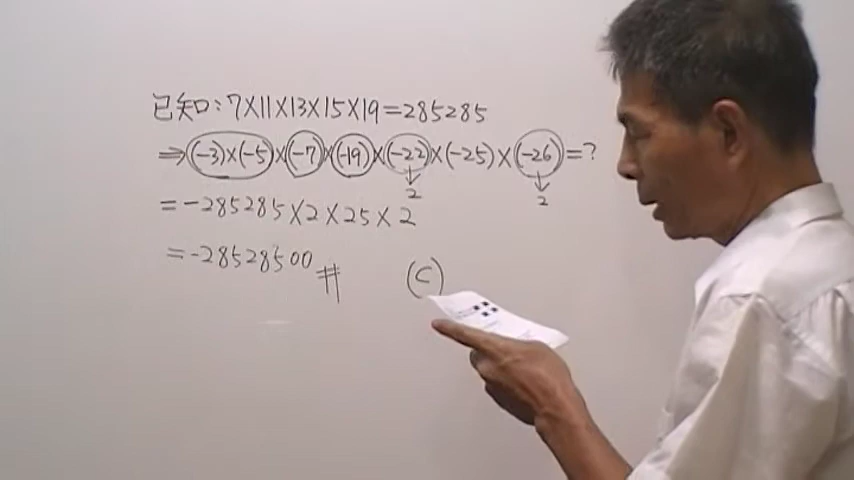 已知:7×11×13×15×19=285285
⇒(-3)×(-5)×(-7)×(-19)×(-22)×(-25)×(-26)=?
2
2
=-285285×2×25×2
=-28528500 #
(C)